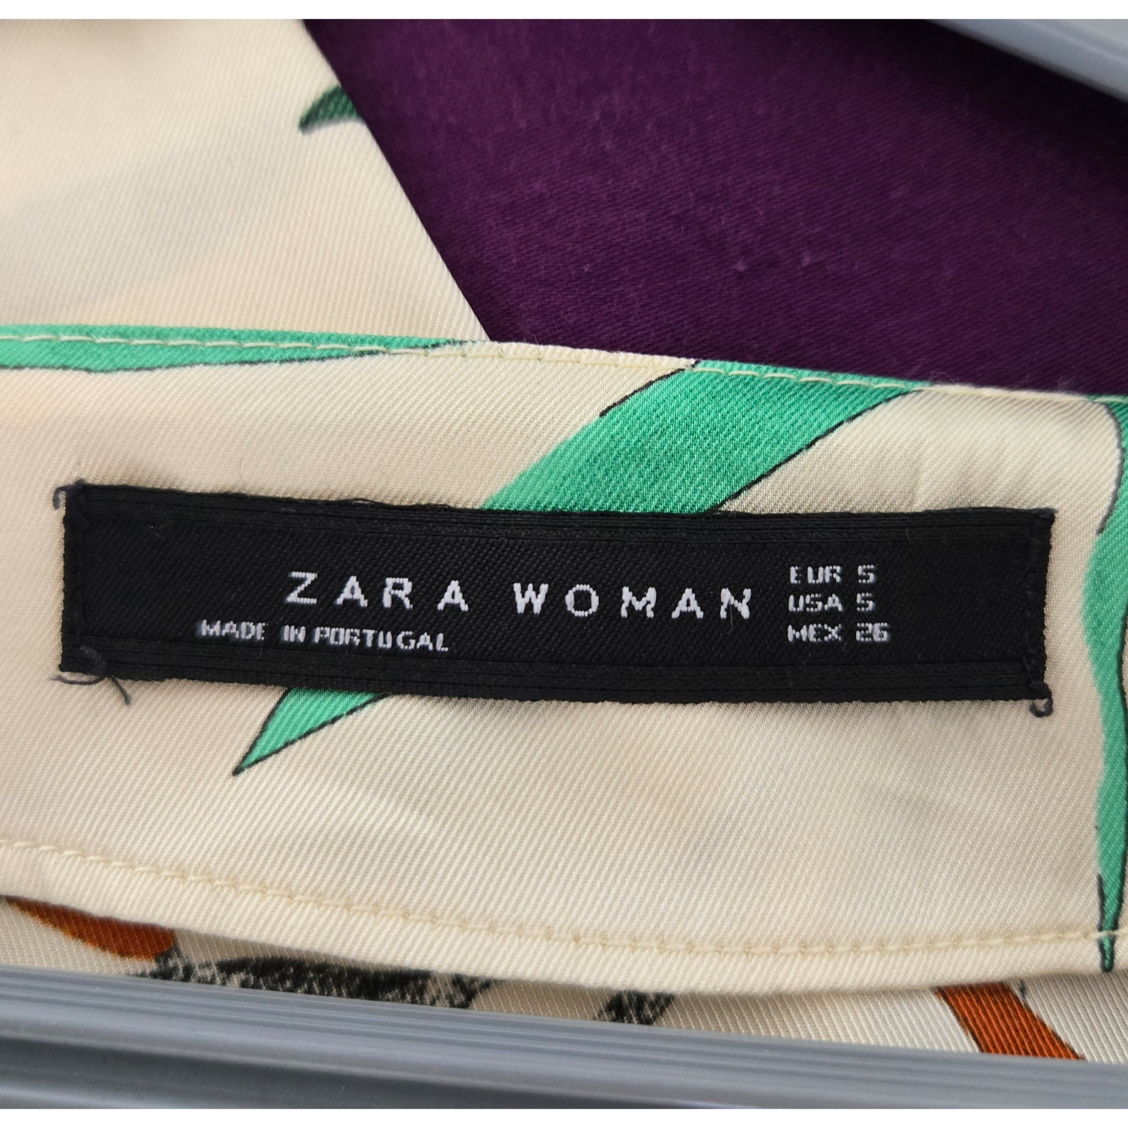 ZARA WOMAN
MADE IN PORTUGAL
EUR S
USA S
MEX 26